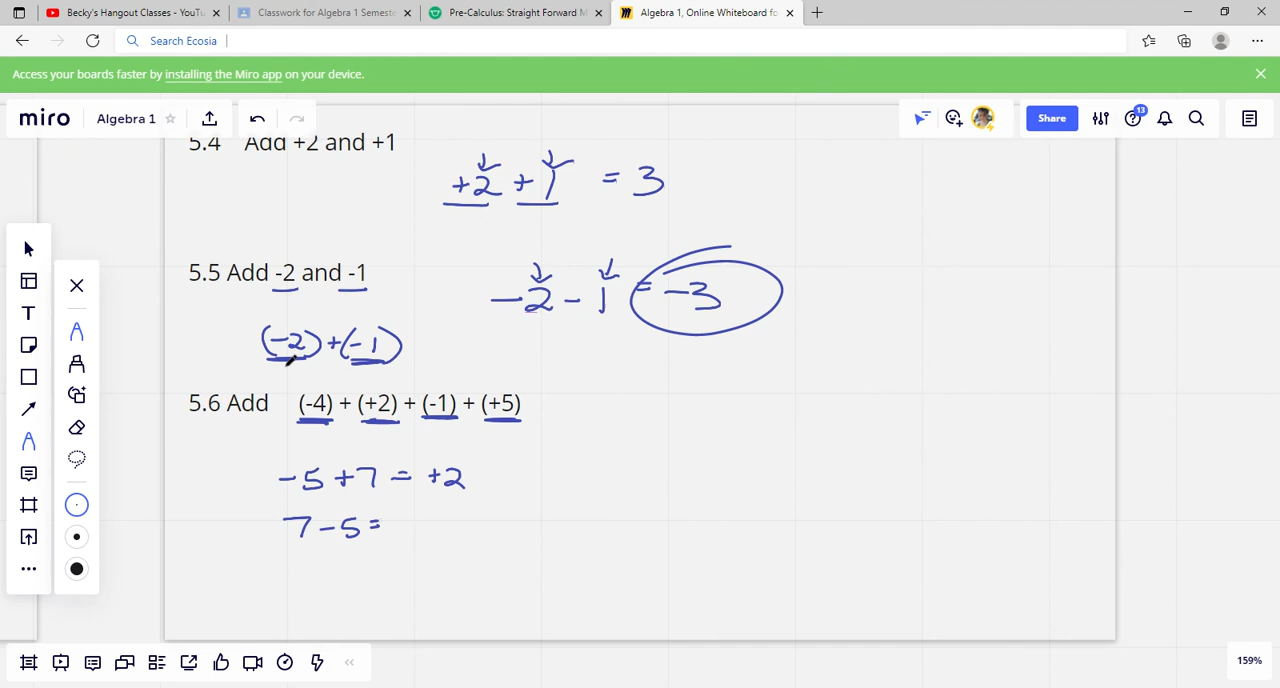 Becky's Hangout Classes - YouTu
Classwork for Algebra 1 Semeste
Pre-Calculus: Straight Forward M
Algebra 1, Online Whiteboard fo
Search Ecosia
Access your boards faster by installing the Miro app on your device.
miro
Algebra 1
Share
13
5.4 Add +2 and +1
+2 + 1 = 3
5.5 Add -2 and -1
-2 - 1 = -3
(-2) + (-1)
5.6 Add (-4) + (+2) + (-1) + (+5)
-5 + 7 = +2
7 - 5 =
159%